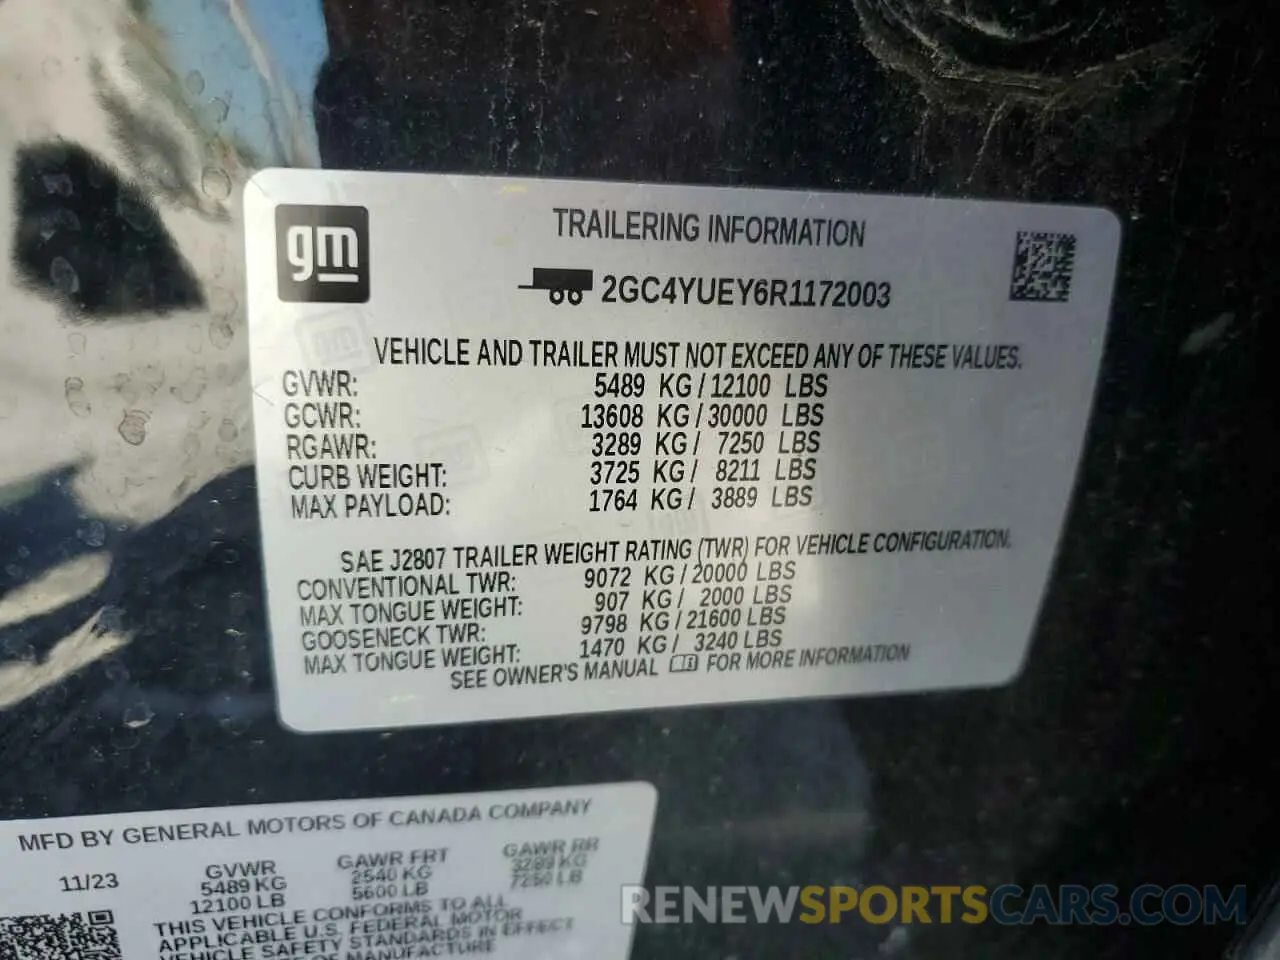 gm
TRAILERING INFORMATION
2GC4YUEY6R1172003
VEHICLE AND TRAILER MUST NOT EXCEED ANY OF THESE VALUES.
GVWR: 5489 KG/12100 LBS
GCWR: 13608 KG/30000 LBS
RGAWR: 3289 KG/ 7250 LBS
CURB WEIGHT: 3725 KG/ 8211 LBS
MAX PAYLOAD: 1764 KG/ 3889 LBS
SAE J2807 TRAILER WEIGHT RATING (TWR) FOR VEHICLE CONFIGURATION.
CONVENTIONAL TWR: 9072 KG/20000 LBS
MAX TONGUE WEIGHT: 907 KG/ 2000 LBS
GOOSENECK TWR: 9798 KG/21600 LBS
MAX TONGUE WEIGHT: 1470 KG/ 3240 LBS
SEE OWNER'S MANUAL FOR MORE INFORMATION
MFD BY GENERAL MOTORS OF CANADA COMPANY
11/23 GVWR GAWR FRT GAWR RR
5489 KG 2540 KG 3289 KG
12100 LB 5600 LB 7250 LB
THIS VEHICLE CONFORMS TO ALL
APPLICABLE U.S. FEDERAL MOTOR
VEHICLE SAFETY STANDARDS IN EFFECT
OF MANUFACTURE
RENEWSPORTSCARS.COM